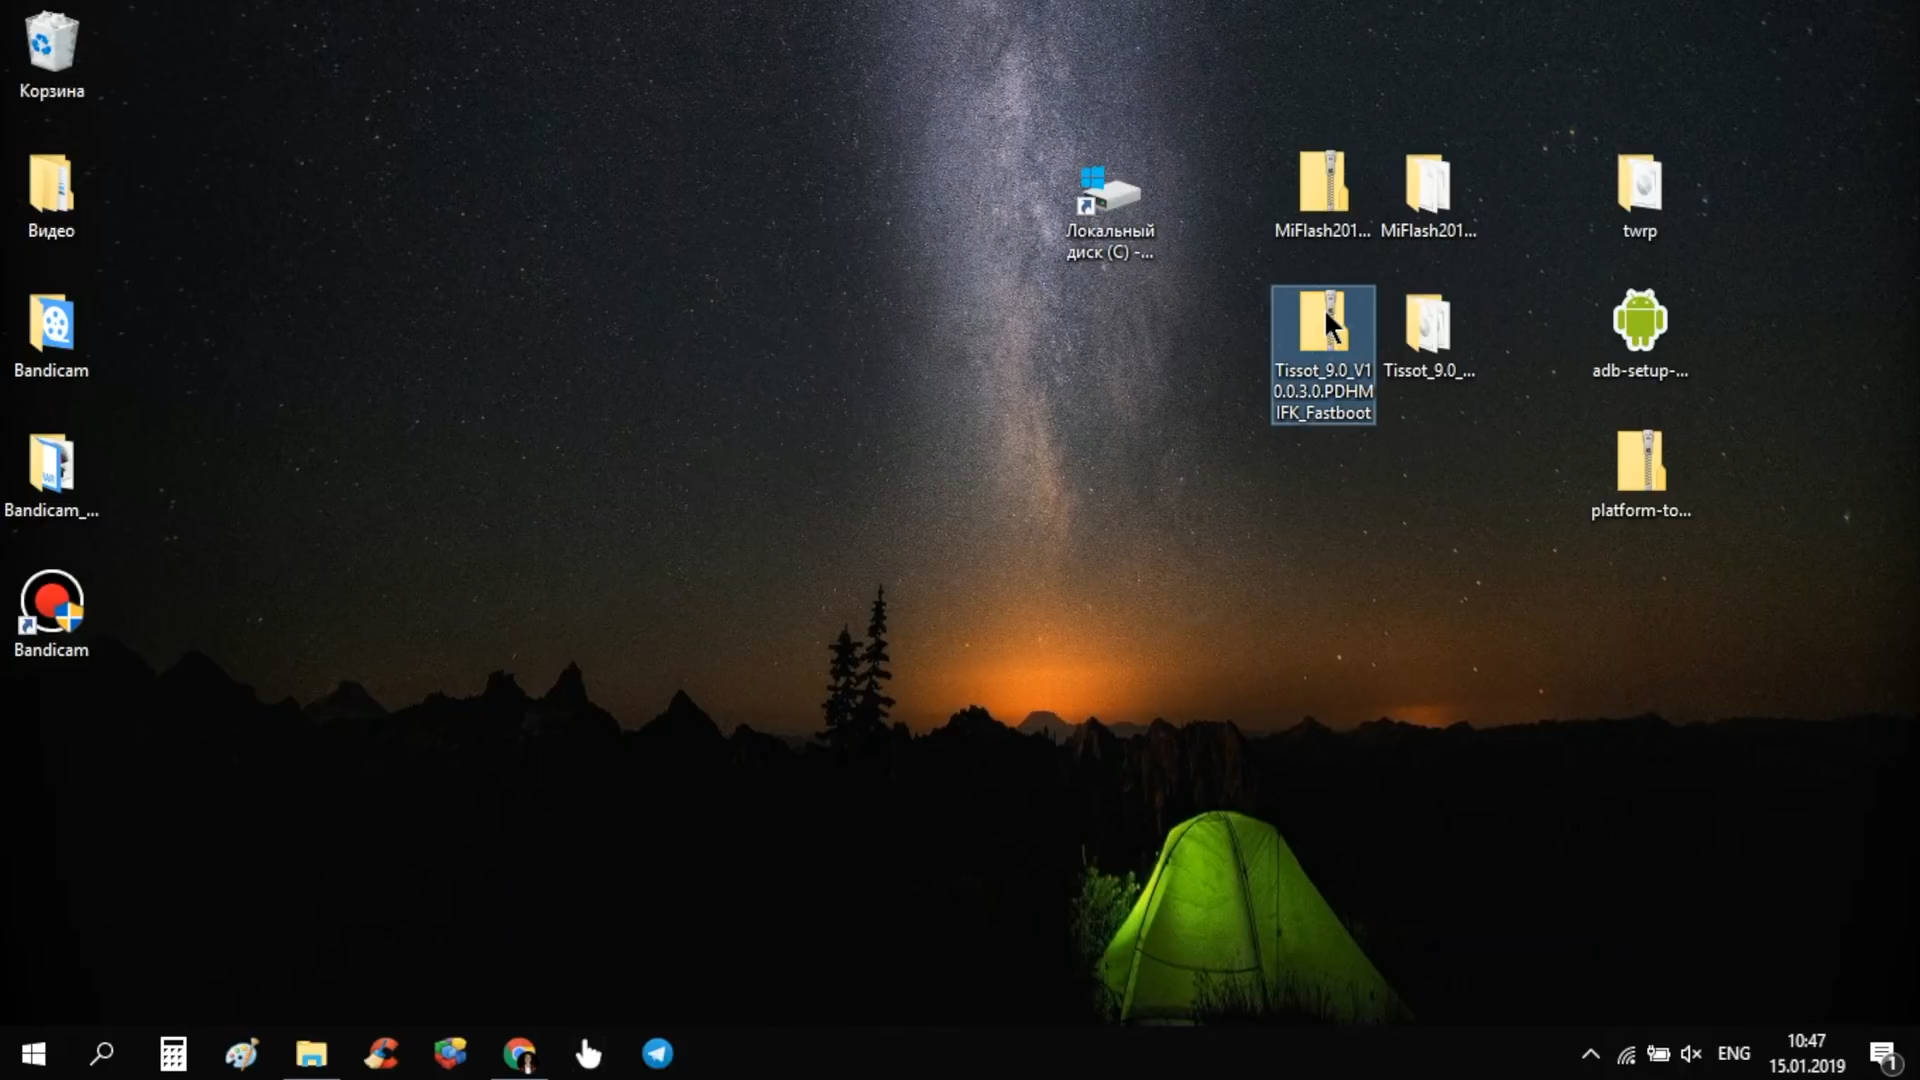 Корзина
Видео
Bandicam
Bandicam_...
Bandicam
Локальный
диск (C) -...
MiFlash201...
MiFlash201...
twrp
Tissot_9.0_V1
0.0.3.0.PDHM
IFK_Fastboot
Tissot_9.0_...
adb-setup-...
platform-to...
ENG
10:47
15.01.2019
1